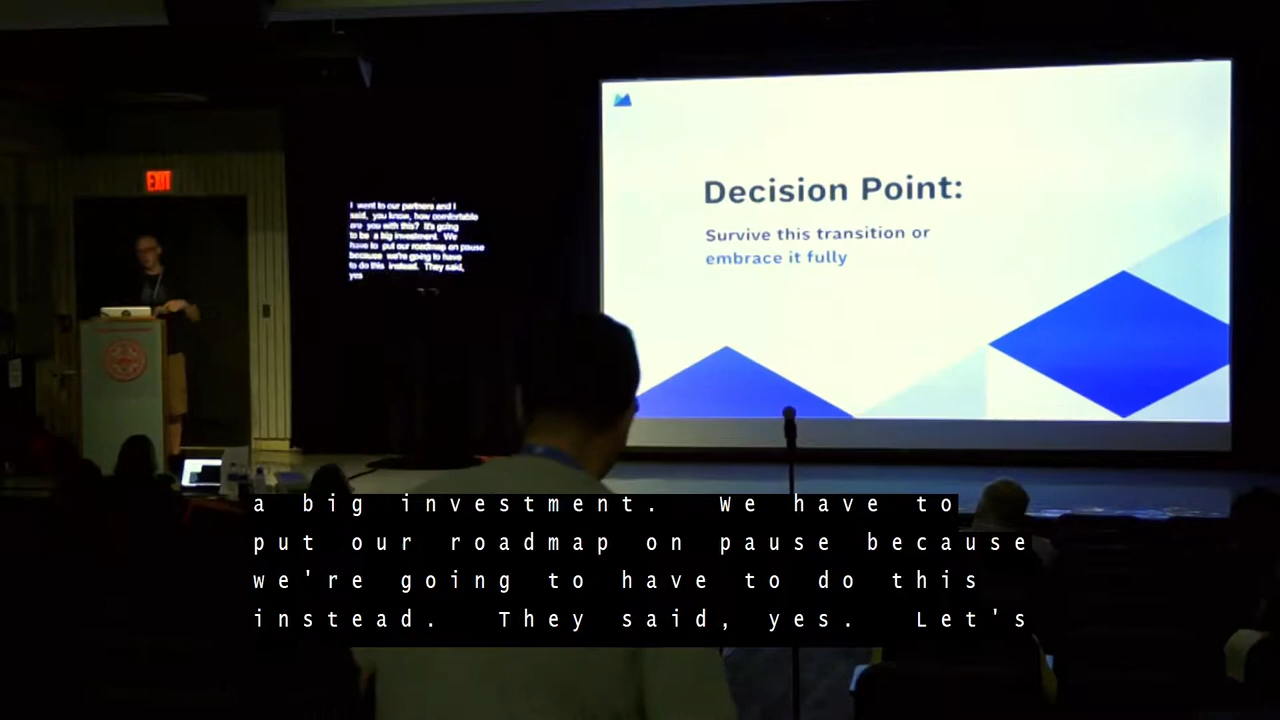 EXIT
I went to our partners and I
said, you know, how comfortable
are you with this? It's going
to be a big investment. We
have to put our roadmap on pause
because we're going to have
to do this instead. They said,
yes
Decision Point:
Survive this transition or
embrace it fully
a big investment. We have to
put our roadmap on pause because
we're going to have to do this
instead. They said, yes. Let's